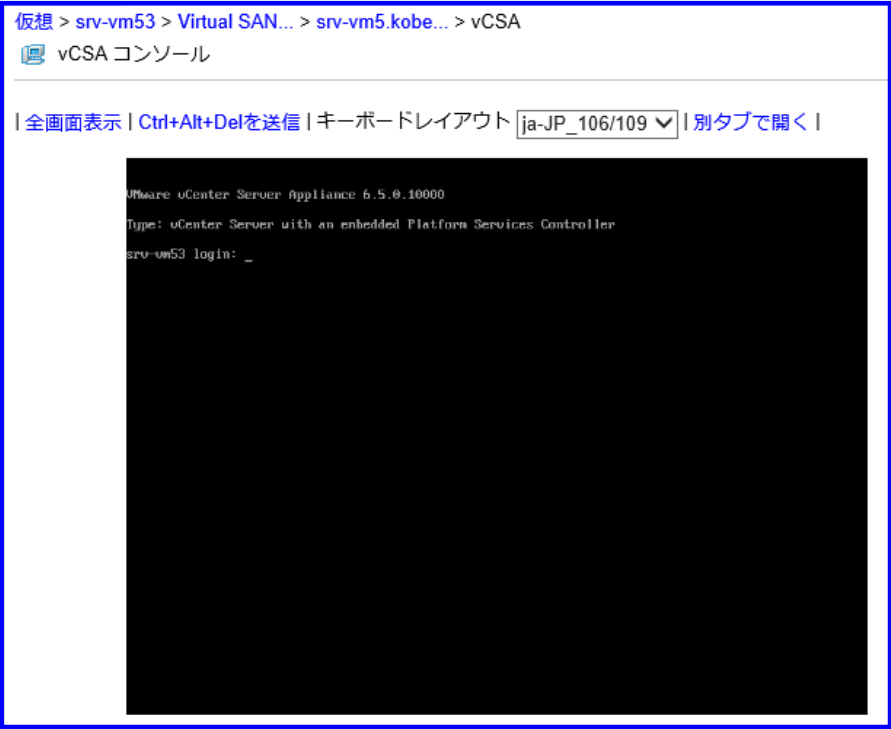 仮想 > srv-vm53 > Virtual SAN... > srv-vm5.kobe... > vCSA
vCSA コンソール
| 全画面表示 | Ctrl+Alt+Delを送信 | キーボードレイアウト ja-JP_106/109 | 別タブで開く |
VMware vCenter Server Appliance 6.5.0.10000
Type: vCenter Server with an embedded Platform Services Controller
srv-vm53 login: _